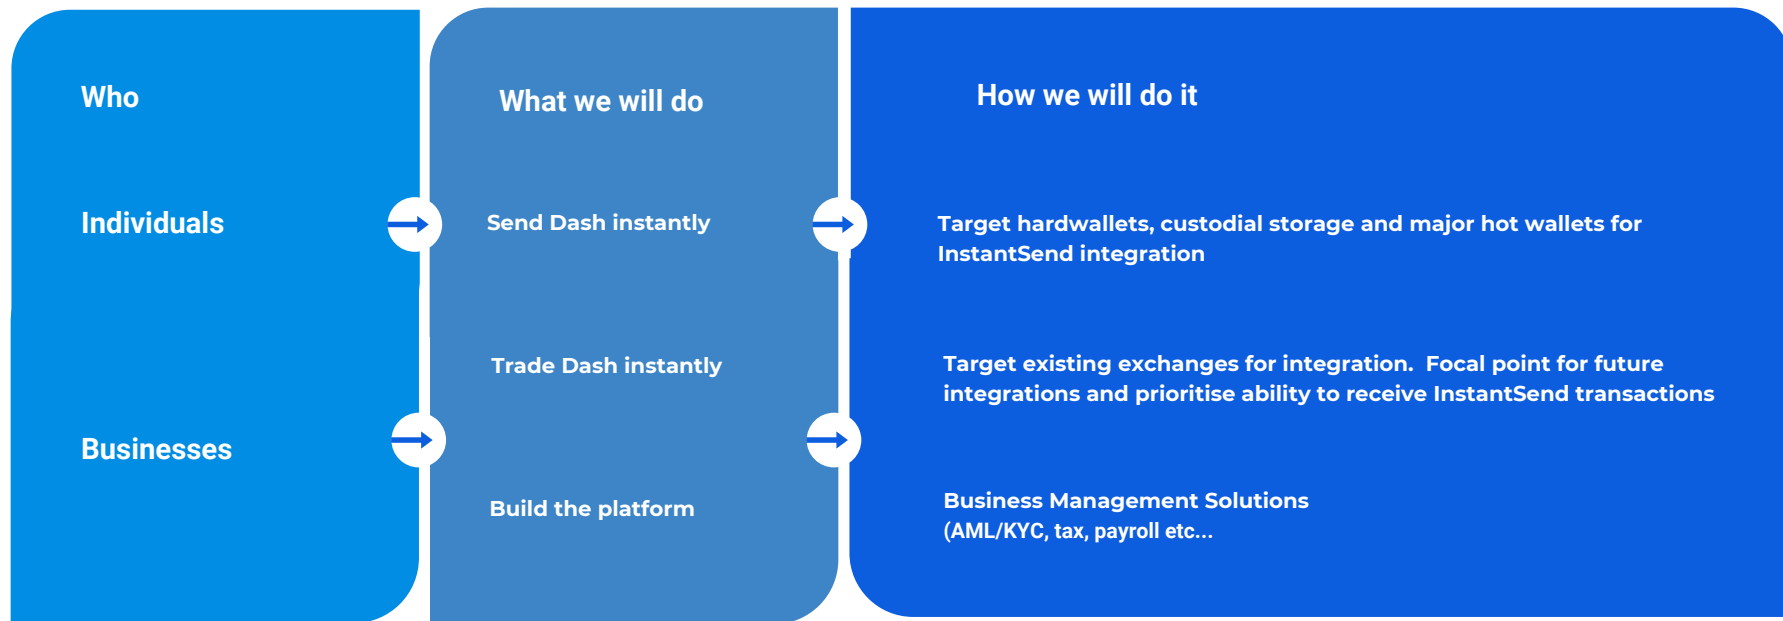 Who
What we will do
How we will do it
Individuals
Send Dash instantly
Target hardwallets, custodial storage and major hot wallets for
InstantSend integration
Trade Dash instantly
Target existing exchanges for integration.  Focal point for future
integrations and prioritise ability to receive InstantSend transactions
Businesses
Build the platform
Business Management Solutions
(AML/KYC, tax, payroll etc...